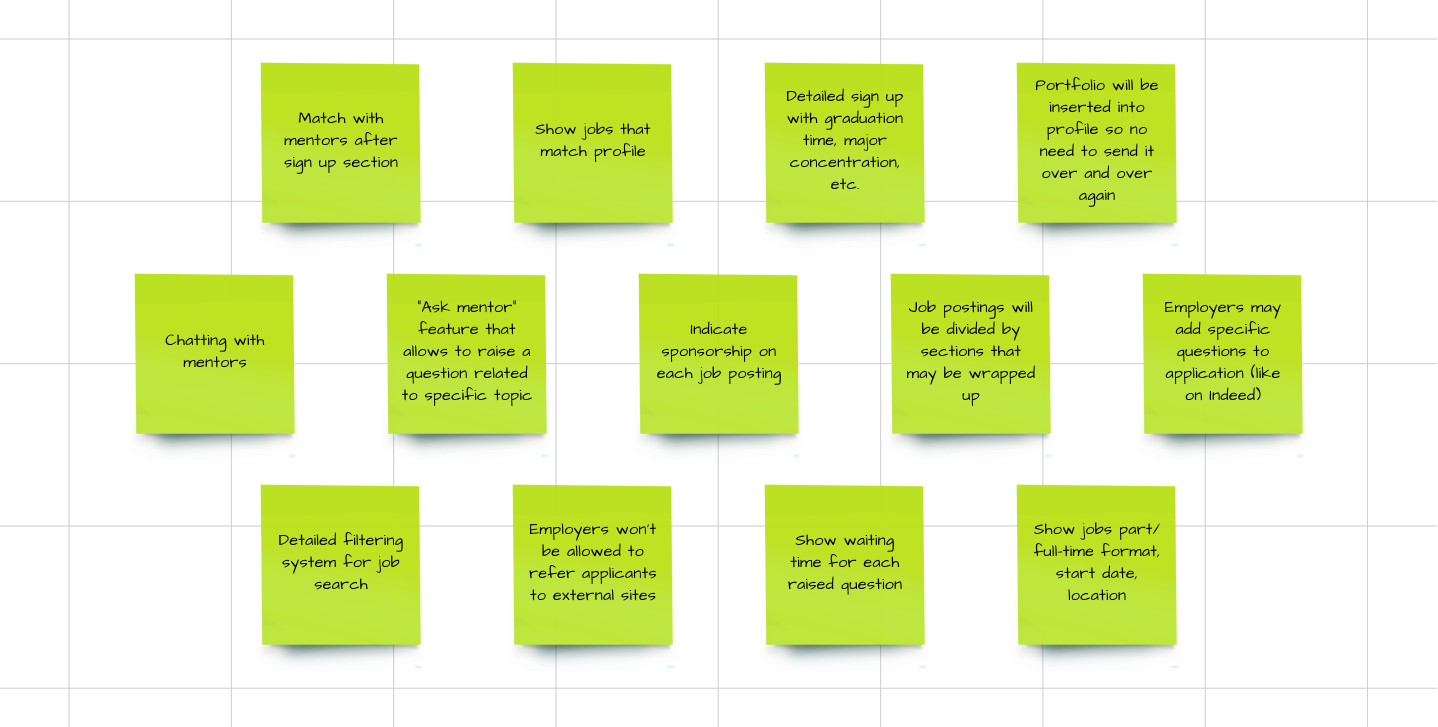 Match with
mentors after
sign up section
Show jobs that
match profile
Detailed sign up
with graduation
time, major
concentration,
etc.
Portfolio will be
inserted into
profile so no
need to send it
over and over
again
Chatting with
mentors
"Ask mentor"
feature that
allows to raise a
question related
to specific topic
Indicate
sponsorship on
each job posting
Job postings will
be divided by
sections that
may be wrapped
up
Employers may
add specific
questions to
application (like
on Indeed)
Detailed filtering
system for job
search
Employers won't
be allowed to
refer applicants
to external sites
Show waiting
time for each
raised question
Show jobs part/
full-time format,
start date,
location